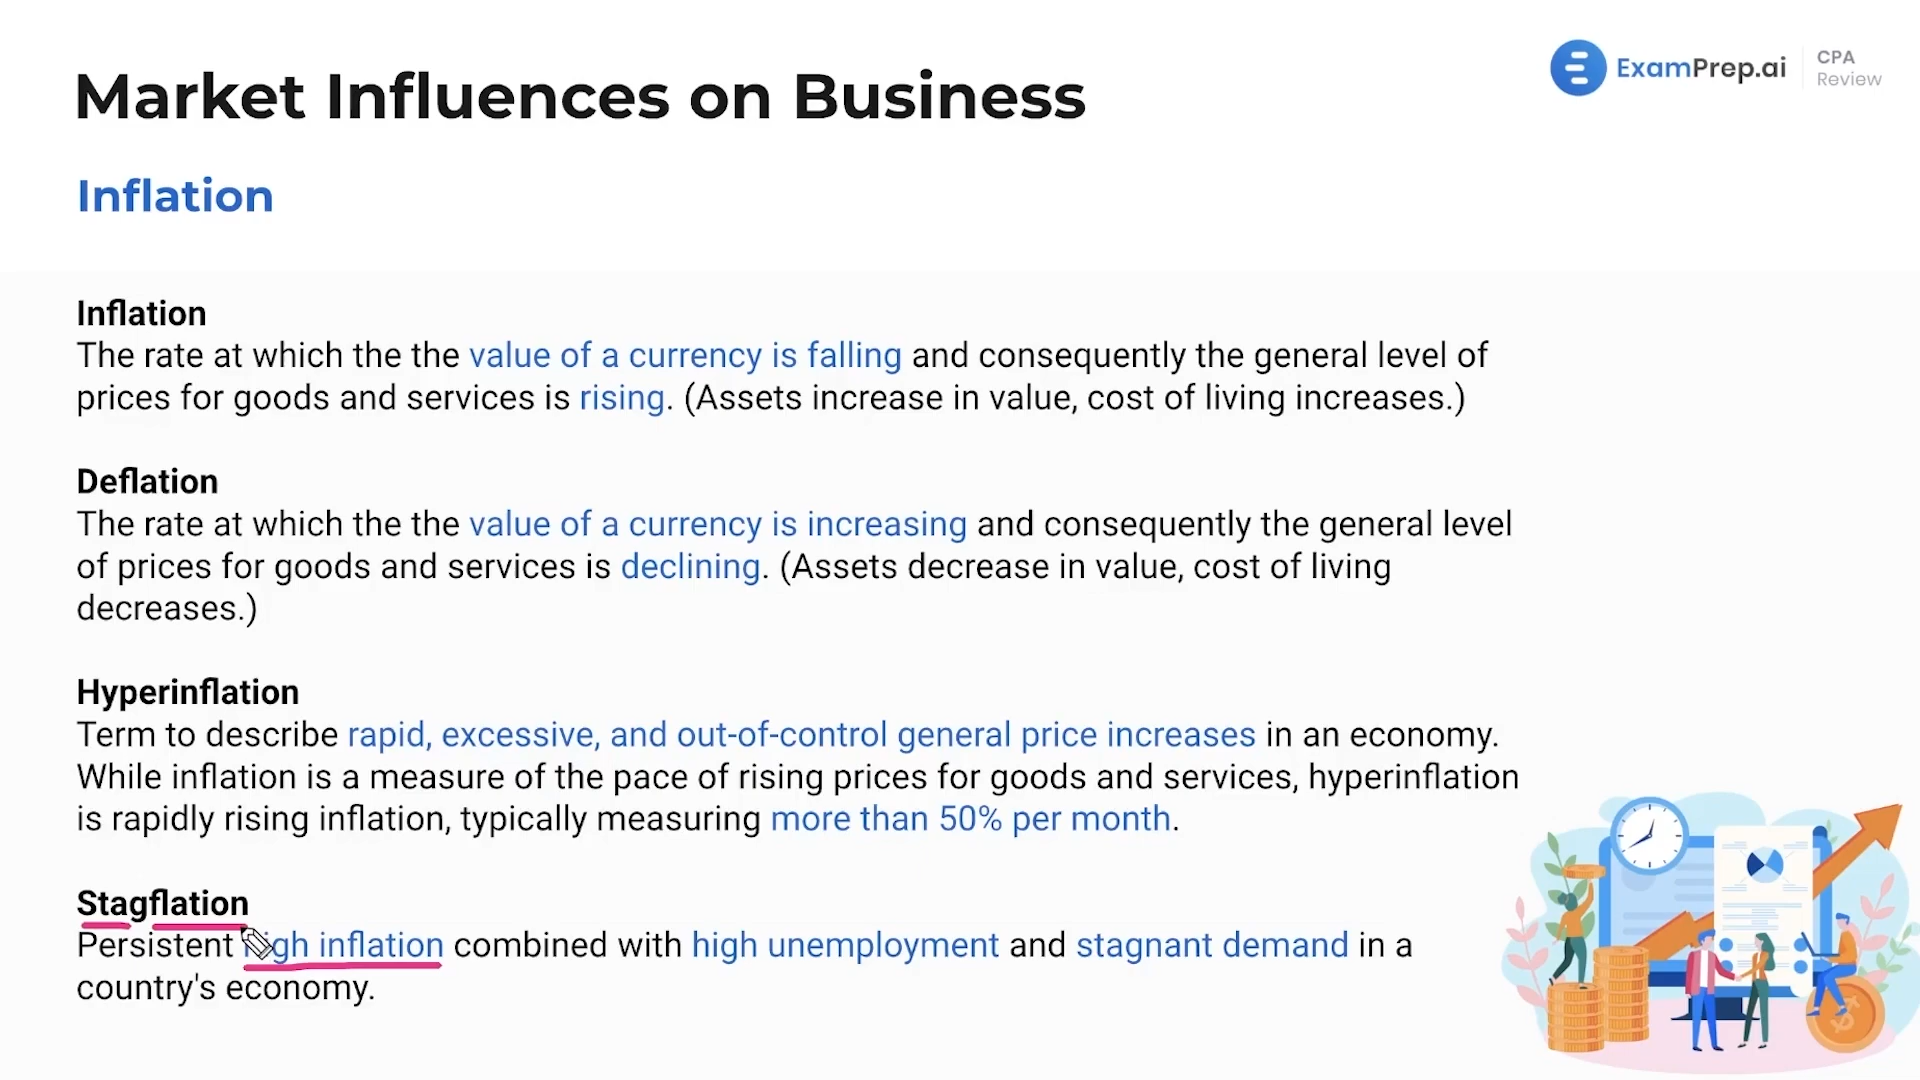 Market Influences on Business
ExamPrep.ai
CPA
Review
Inflation
Inflation
The rate at which the the value of a currency is falling and consequently the general level of
prices for goods and services is rising. (Assets increase in value, cost of living increases.)
Deflation
The rate at which the the value of a currency is increasing and consequently the general level
of prices for goods and services is declining. (Assets decrease in value, cost of living
decreases.)
Hyperinflation
Term to describe rapid, excessive, and out-of-control general price increases in an economy.
While inflation is a measure of the pace of rising prices for goods and services, hyperinflation
is rapidly rising inflation, typically measuring more than 50% per month.
Stagflation
Persistent high inflation combined with high unemployment and stagnant demand in a
country's economy.